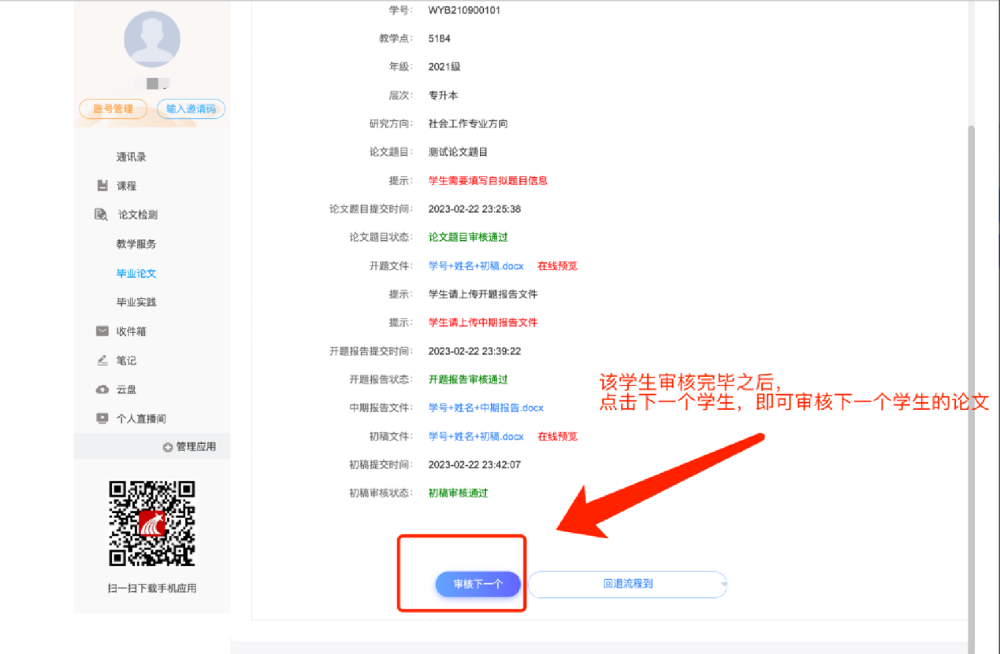 账号管理
输入邀请码
通讯录
课程
论文检测
教学服务
毕业论文
毕业实践
收件箱
笔记
云盘
个人直播间
管理应用
扫一扫下载手机应用
学号： WYB210900101
教学点： 5184
年级： 2021级
层次： 专升本
研究方向： 社会工作专业方向
论文题目： 测试论文题目
提示： 学生需要填写自拟题目信息
论文题目提交时间： 2023-02-22 23:25:38
论文题目状态： 论文题目审核通过
开题文件： 学号+姓名+初稿.docx 在线预览
提示： 学生请上传开题报告文件
提示： 学生请上传中期报告文件
开题报告提交时间： 2023-02-22 23:39:22
开题报告状态： 开题报告审核通过
中期报告文件： 学号+姓名+中期报告.docx
初稿文件： 学号+姓名+初稿.docx 在线预览
初稿提交时间： 2023-02-22 23:42:07
初稿审核状态： 初稿审核通过
该学生审核完毕之后，
点击下一个学生，即可审核下一个学生的论文
审核下一个
回退流程到